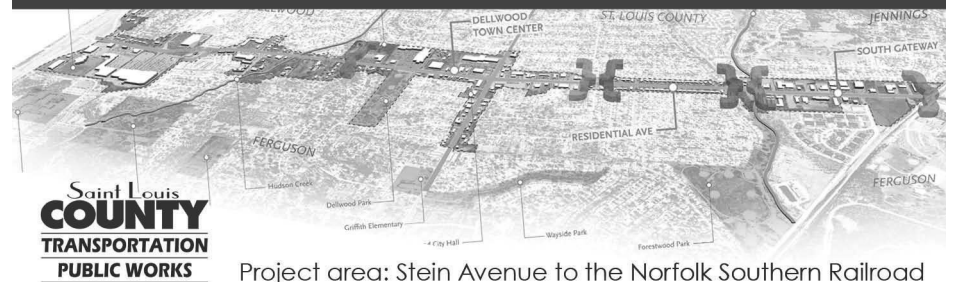 DELLWOOD
TOWN CENTER
ST. LOUIS COUNTY
JENNINGS
SOUTH GATEWAY
RESIDENTIAL AVE
FERGUSON
FERGUSON
Hudson Creek
Dellwood Park
Griffith Elementary
City Hall
Wayside Park
Forestwood Park
Saint Louis
COUNTY
TRANSPORTATION
PUBLIC WORKS
Project area: Stein Avenue to the Norfolk Southern Railroad